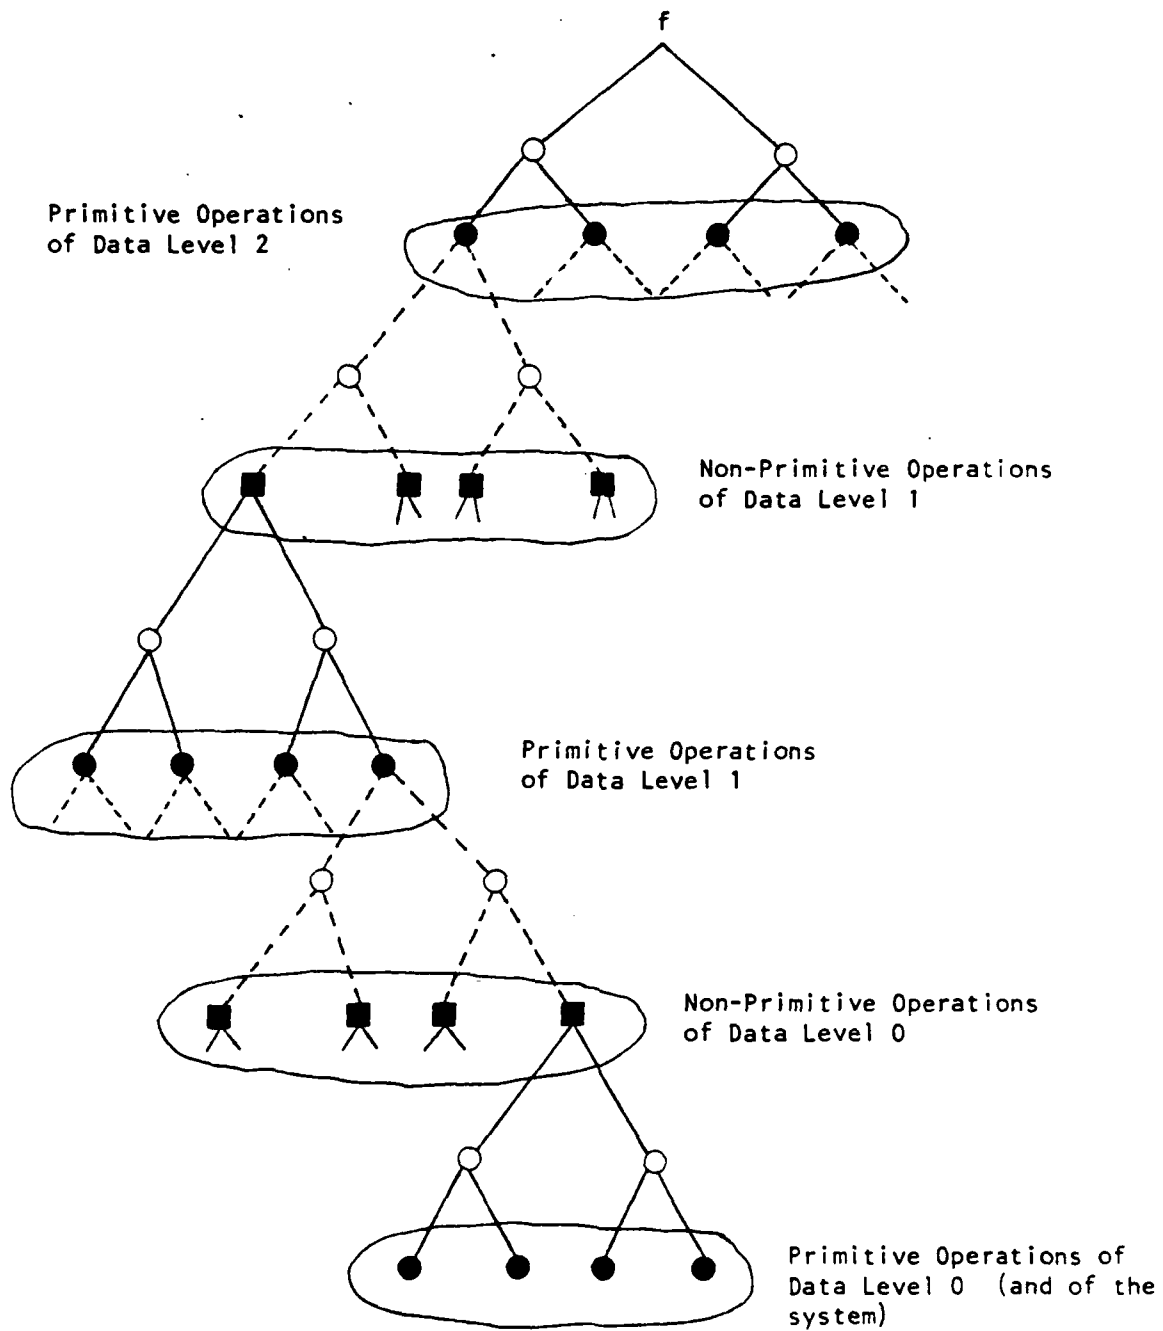 f
Primitive Operations
of Data Level 2
Non-Primitive Operations
of Data Level 1
Primitive Operations
of Data Level 1
Non-Primitive Operations
of Data Level 0
Primitive Operations of
Data Level 0 (and of the
system)